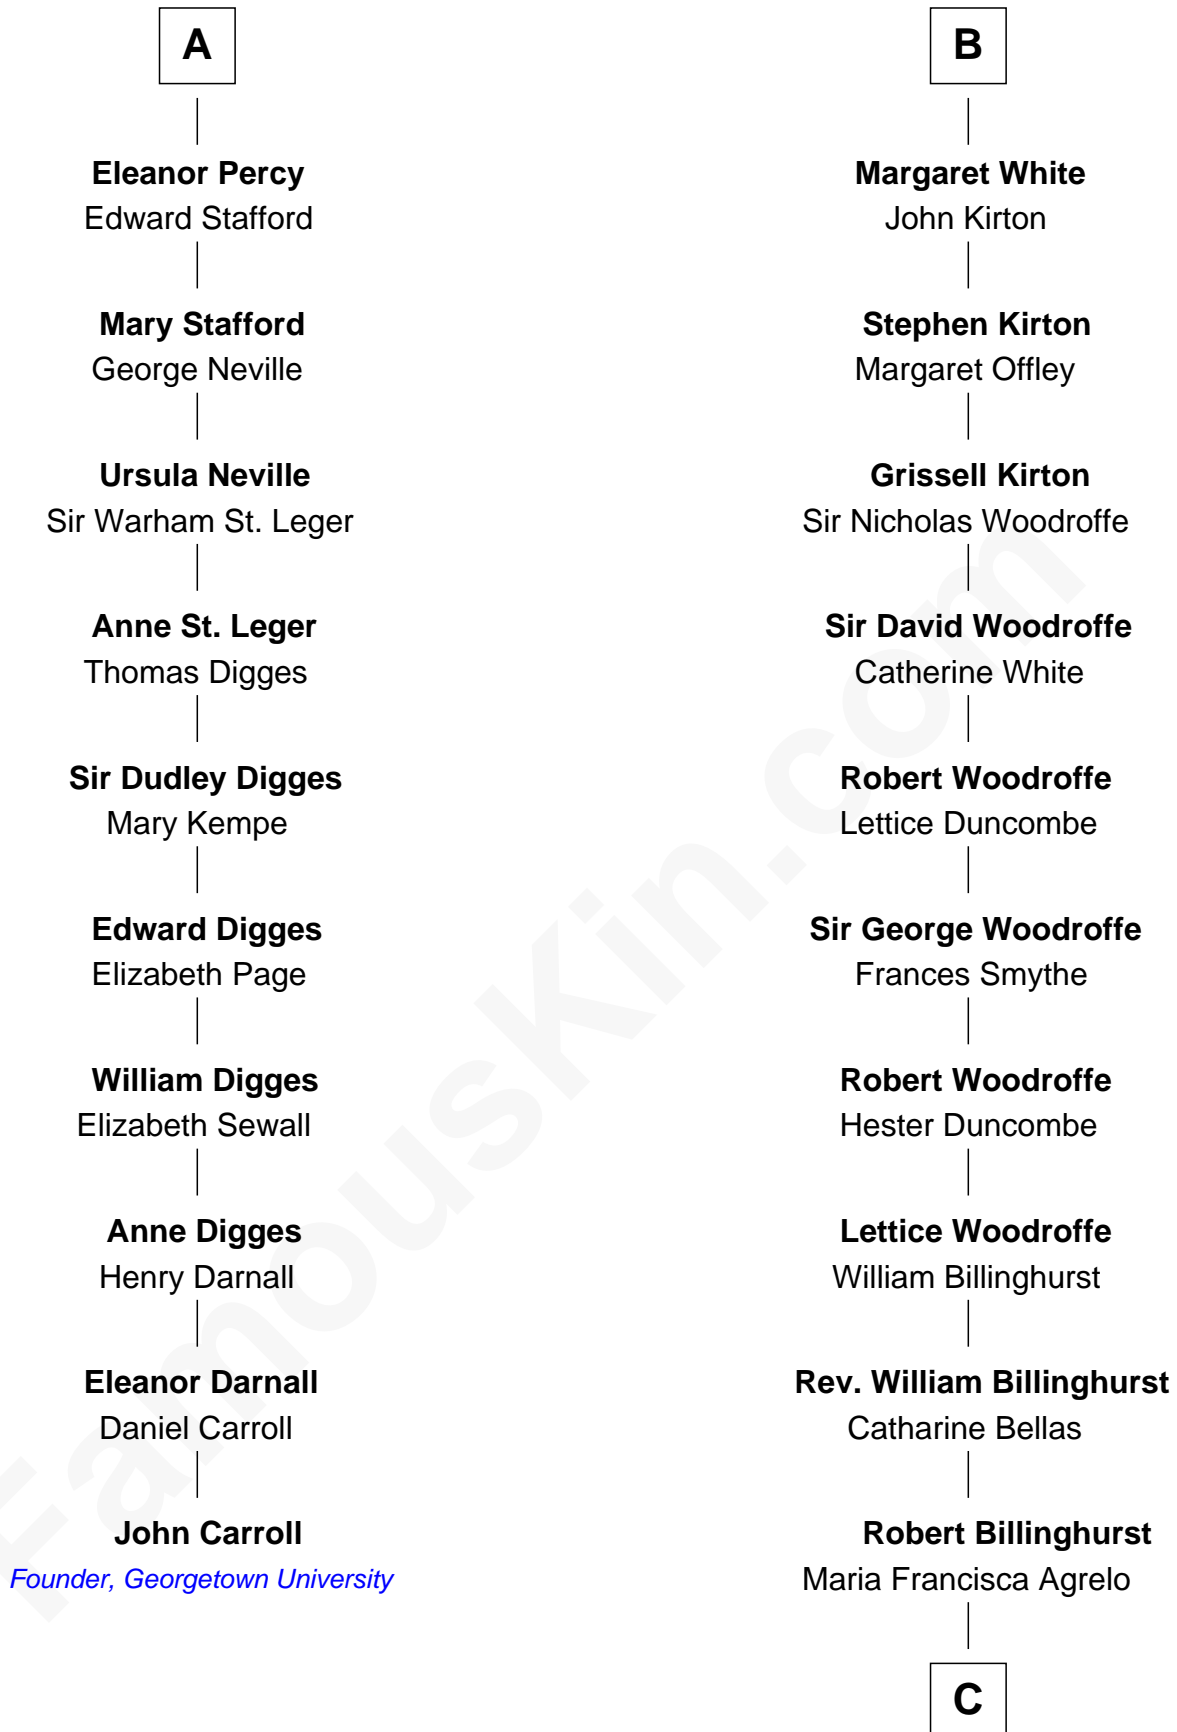 A
Eleanor Percy
Edward Stafford
Mary Stafford
George Neville
Ursula Neville
Sir Warham St. Leger
Anne St. Leger
Thomas Digges
Sir Dudley Digges
Mary Kempe
Edward Digges
Elizabeth Page
William Digges
Elizabeth Sewall
Anne Digges
Henry Darnall
Eleanor Darnall
Daniel Carroll
John Carroll
Founder, Georgetown University
B
Margaret White
John Kirton
Stephen Kirton
Margaret Offley
Grissell Kirton
Sir Nicholas Woodroffe
Sir David Woodroffe
Catherine White
Robert Woodroffe
Lettice Duncombe
Sir George Woodroffe
Frances Smythe
Robert Woodroffe
Hester Duncombe
Lettice Woodroffe
William Billinghurst
Rev. William Billinghurst
Catharine Bellas
Robert Billinghurst
Maria Francisca Agrelo
C
FamousKin.com